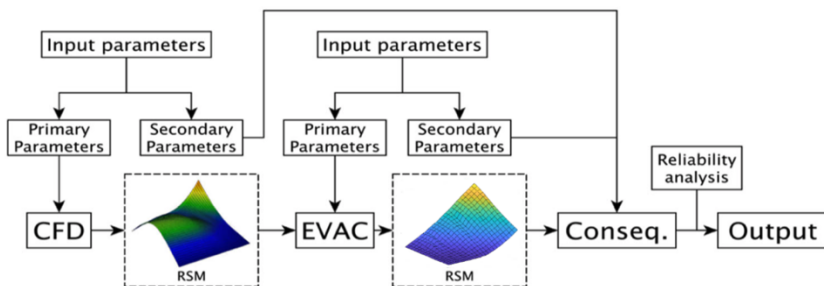 Input parameters
Input parameters
Primary
Parameters
Secondary
Parameters
Primary
Parameters
Secondary
Parameters
Reliability
analysis
CFD
RSM
EVAC
RSM
Conseq.
Output